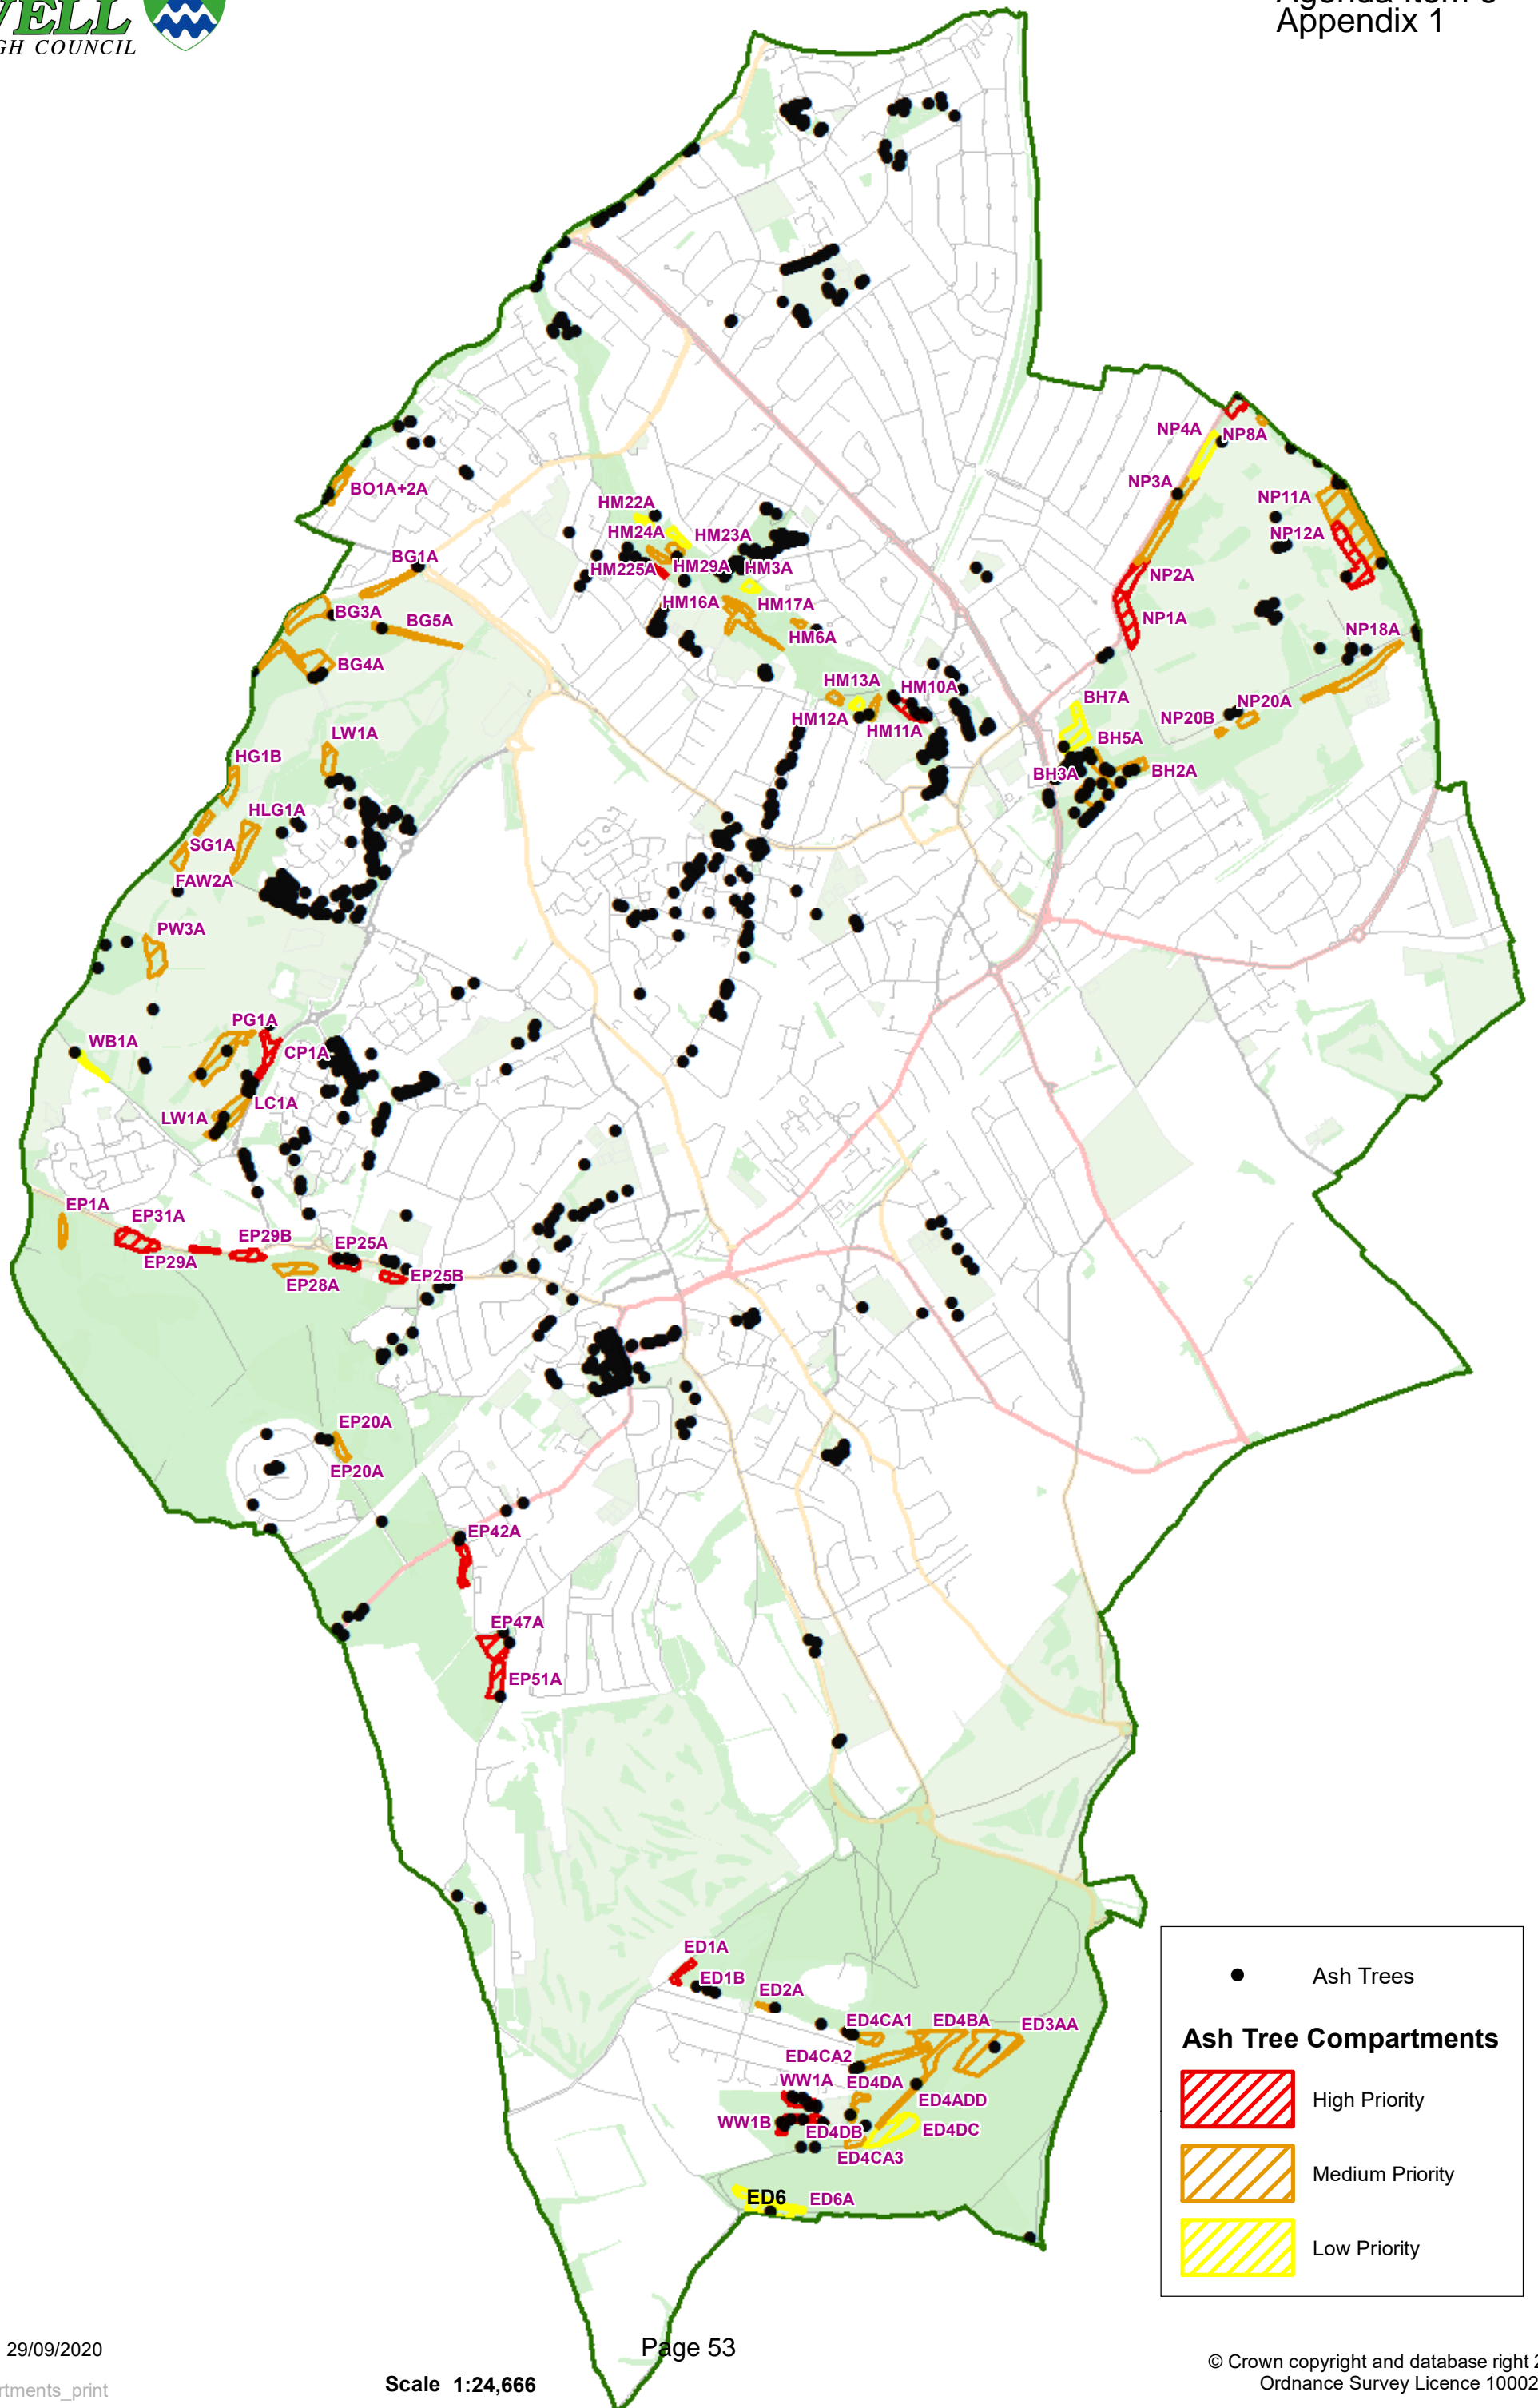 GH COUNCIL
Appendix 1
NP4A
NP8A
NP3A
NP11A
NP12A
NP2A
NP1A
NP18A
NP20A
NP20B
BO1A+2A
HM22A
HM24A
HM23A
HM225A
HM29A
HM3A
HM16A
HM17A
HM6A
HM13A
HM10A
HM12A
HM11A
BG1A
BG3A
BG5A
BG4A
BH7A
BH5A
BH3A
BH2A
LW1A
HG1B
HLG1A
SG1A
FAW2A
PW3A
PG1A
WB1A
CP1A
LC1A
LW1A
EP1A
EP31A
EP29B
EP29A
EP25A
EP28A
EP25B
EP20A
EP20A
EP42A
EP47A
EP51A
ED1A
ED1B
ED2A
ED4CA1
ED4BA
ED3AA
ED4CA2
WW1A
ED4DA
ED4ADD
WW1B
ED4DB
ED4DC
ED4CA3
ED6
ED6A
Ash Trees
Ash Tree Compartments
High Priority
Medium Priority
Low Priority
29/09/2020
Page 53
Scale 1:24,666
rtments_print
© Crown copyright and database right
Ordnance Survey Licence 10002